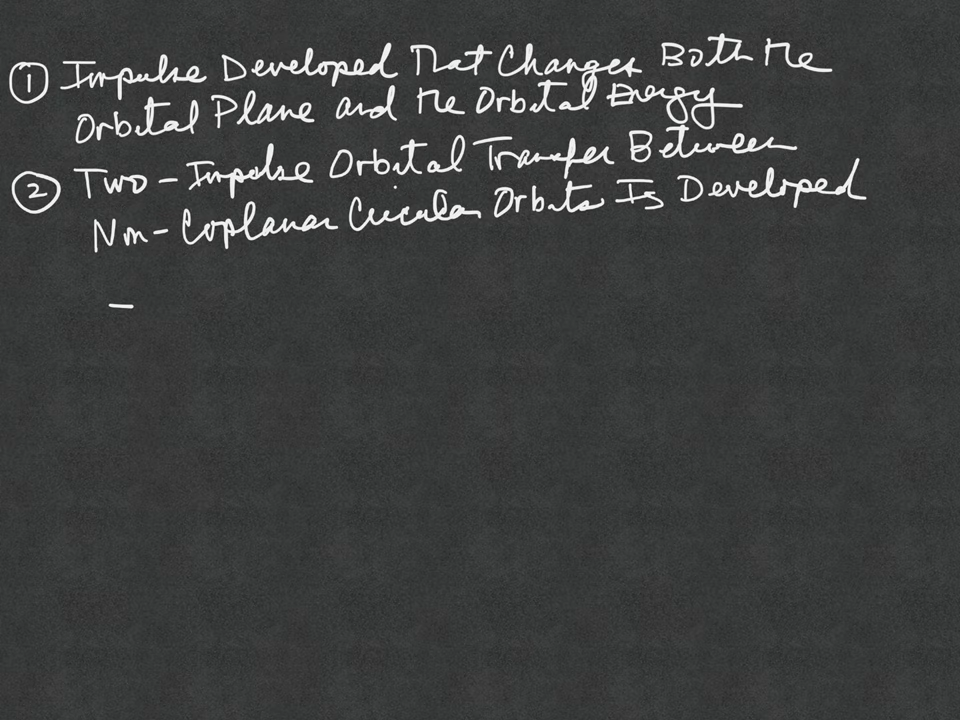 ① Impulse Developed That Changes Both the
Orbital Plane and the Orbital Energy
② Two-Impulse Orbital Transfer Between
Non-Coplanar Circular Orbits Is Developed
—